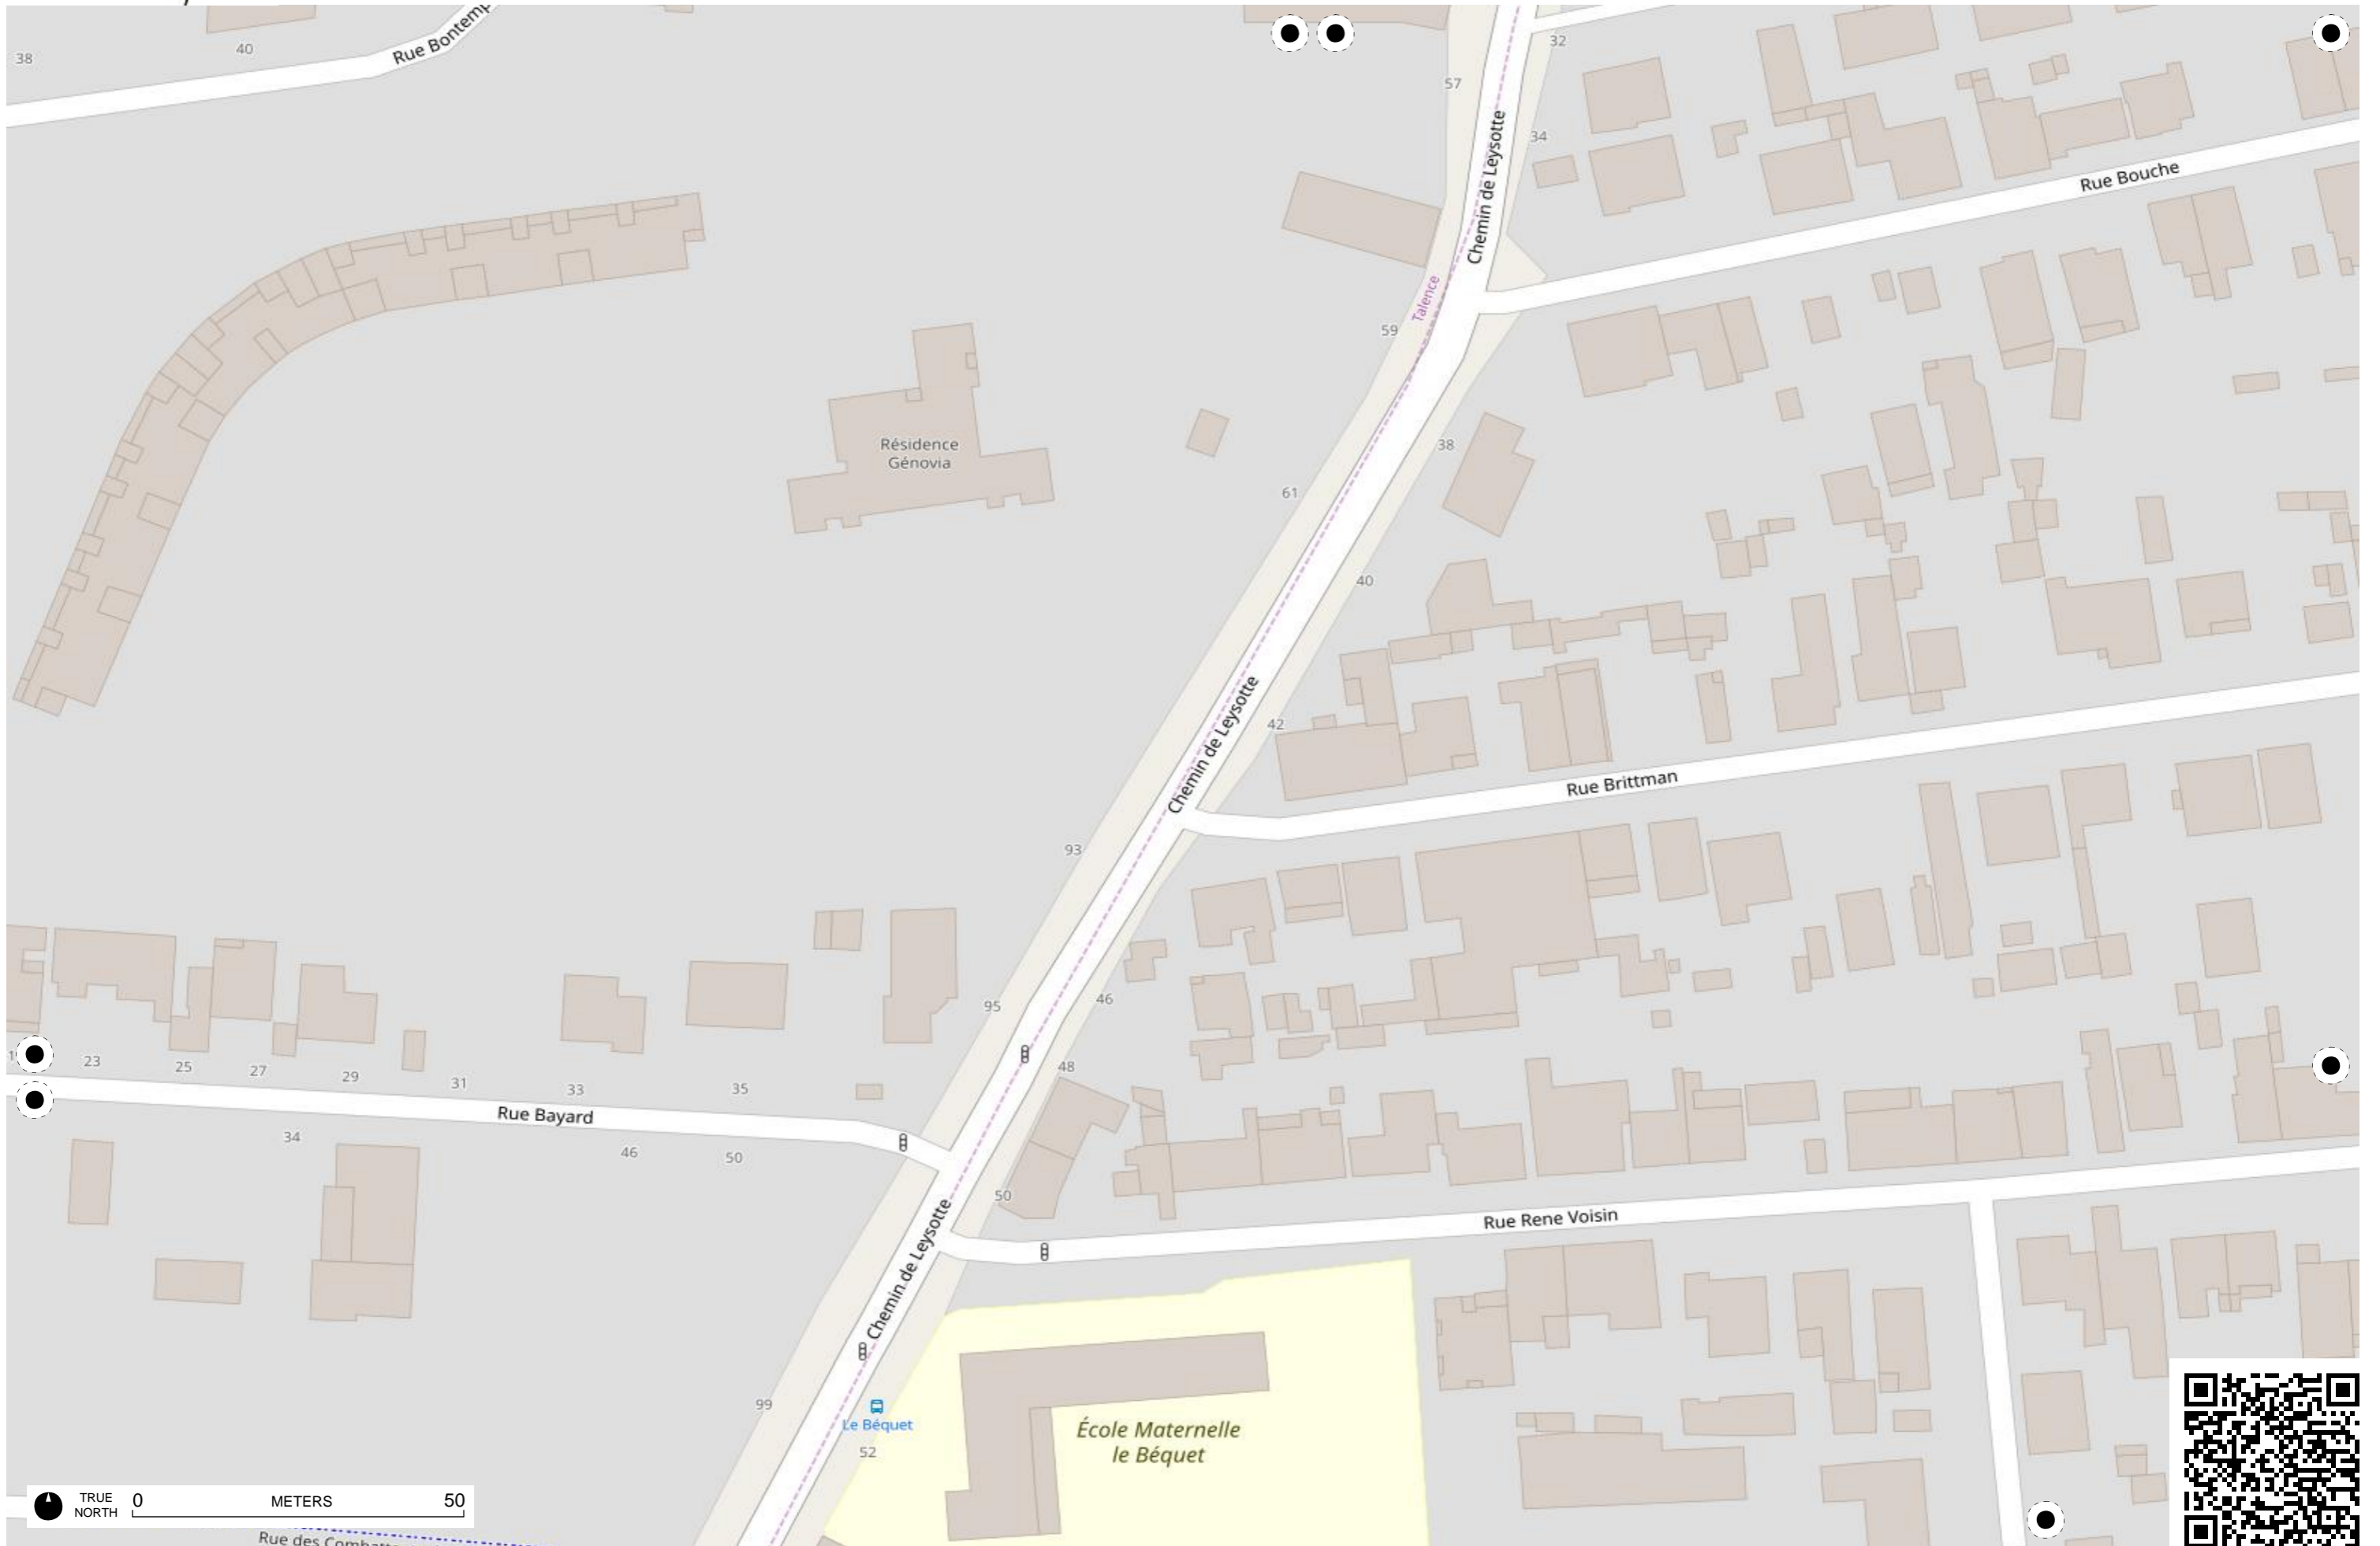 32
Rue Bontemp
40
38
57
34
Chemin de Leysotte
Rue Bouche
Talence
59
Résidence
Génovia
38
61
40
Chemin de Leysotte
42
Rue Brittman
93
95
46
23
25
27
29
31
33
35
48
Rue Bayard
34
46
50
50
Rue Rene Voisin
Chemin de Leysotte
99
Le Béquet
52
École Maternelle
le Béquet
TRUE
NORTH
0
METERS
50
Rue des Combatt